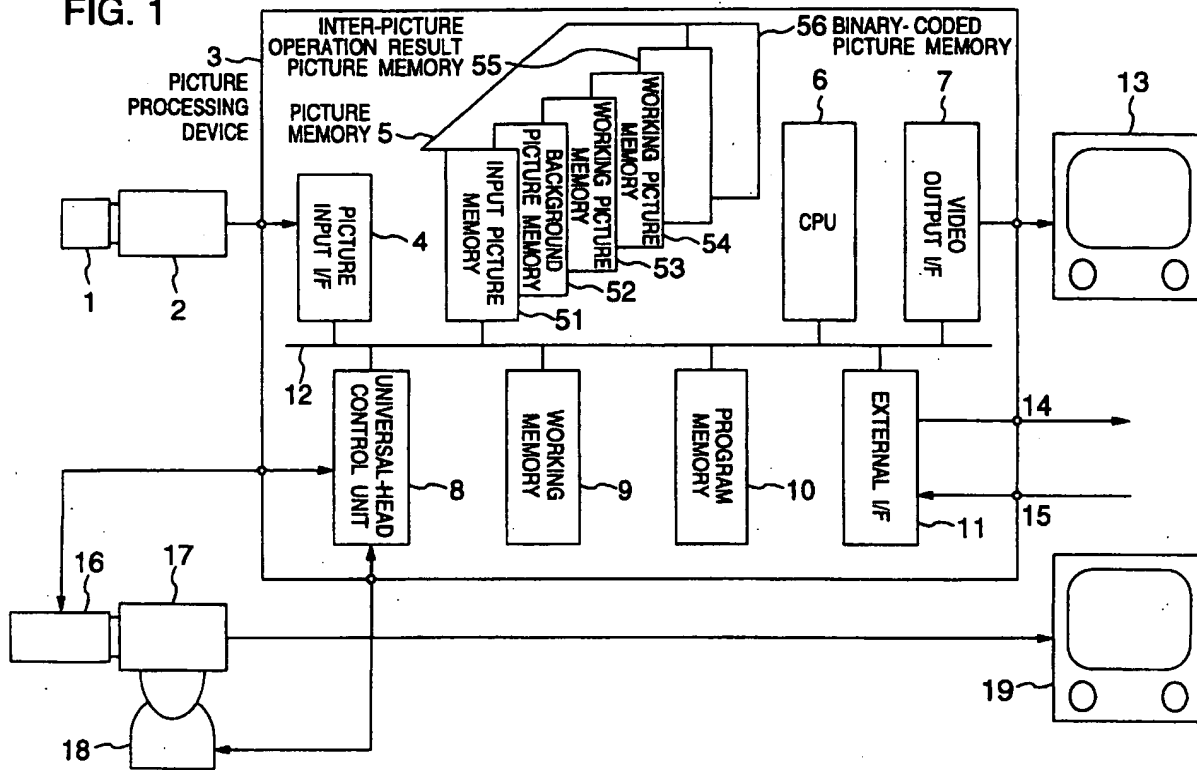 FIG. 1
3
PICTURE
PROCESSING
DEVICE
INTER-PICTURE
OPERATION RESULT
PICTURE MEMORY 55
56 BINARY-CODED
PICTURE MEMORY
PICTURE
MEMORY 5
INPUT PICTURE
MEMORY
51
BACKGROUND
PICTURE MEMORY
52
WORKING PICTURE
MEMORY
53
WORKING PICTURE
MEMORY
54
6
CPU
7
VIDEO
OUTPUT I/F
13
1
2
PICTURE
INPUT I/F
4
12
UNIVERSAL-HEAD
CONTROL UNIT
8
WORKING
MEMORY
9
PROGRAM
MEMORY
10
EXTERNAL I/F
11
14
15
16
17
18
19